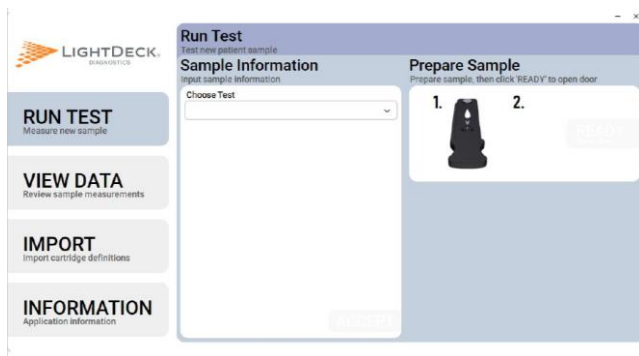 LIGHTDECK.
DIAGNOSTICS
RUN TEST
Measure new sample
VIEW DATA
Review sample measurements
IMPORT
Import cartridge definitions
INFORMATION
Application information
Run Test
Test new patient sample
Sample Information
Input sample information
Choose Test
ACCEPT
Prepare Sample
Prepare sample, then click 'READY' to open door
1.
2.
READY